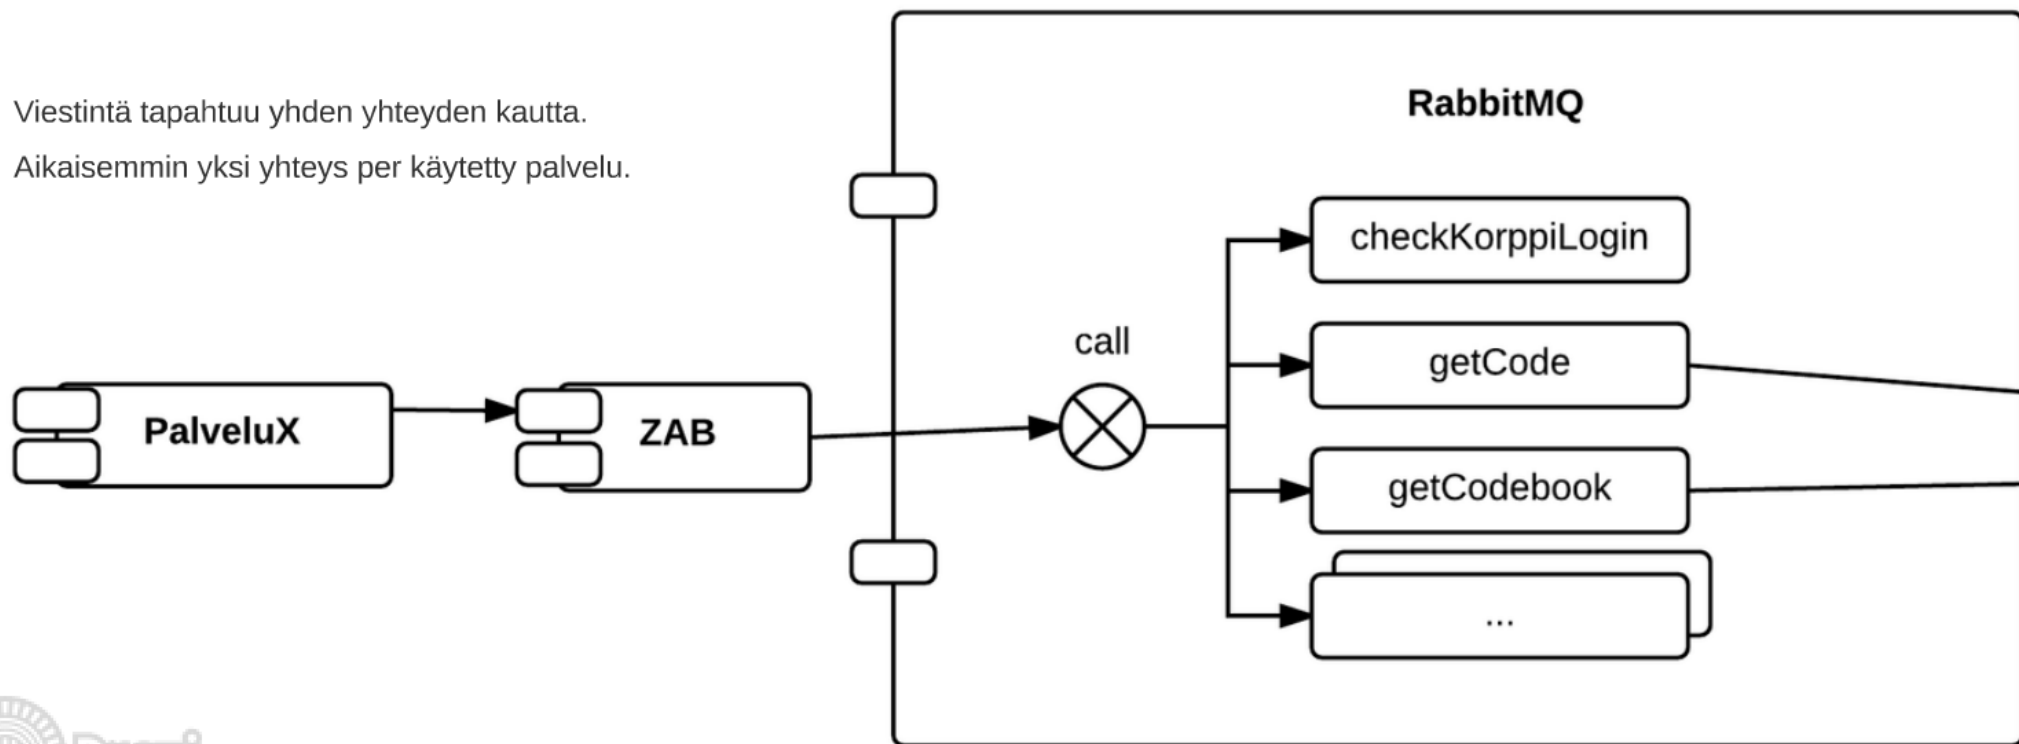 Viestintä tapahtuu yhden yhteyden kautta.
Aikaisemmin yksi yhteys per käytetty palvelu.
RabbitMQ
checkKorppiLogin
call
getCode
PalveluX
ZAB
getCodebook
...